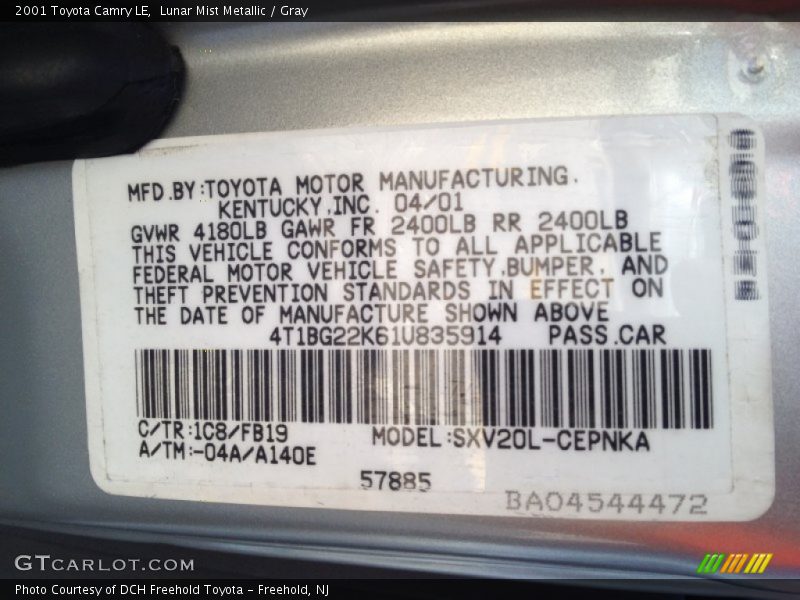 2001 Toyota Camry LE,  Lunar Mist Metallic / Gray
MFD.BY:TOYOTA MOTOR MANUFACTURING.
KENTUCKY,INC. 04/01
GVWR 4180LB GAWR FR 2400LB RR 2400LB
THIS VEHICLE CONFORMS TO ALL APPLICABLE
FEDERAL MOTOR VEHICLE SAFETY,BUMPER, AND
THEFT PREVENTION STANDARDS IN EFFECT ON
THE DATE OF MANUFACTURE SHOWN ABOVE
4T1BG22K61U835914 PASS.CAR
C/TR:1C8/FB19 MODEL:SXV20L-CEPNKA
A/TM:-04A/A140E
57885
BA04544472
GTCARLOT.COM
Photo Courtesy of DCH Freehold Toyota - Freehold, NJ